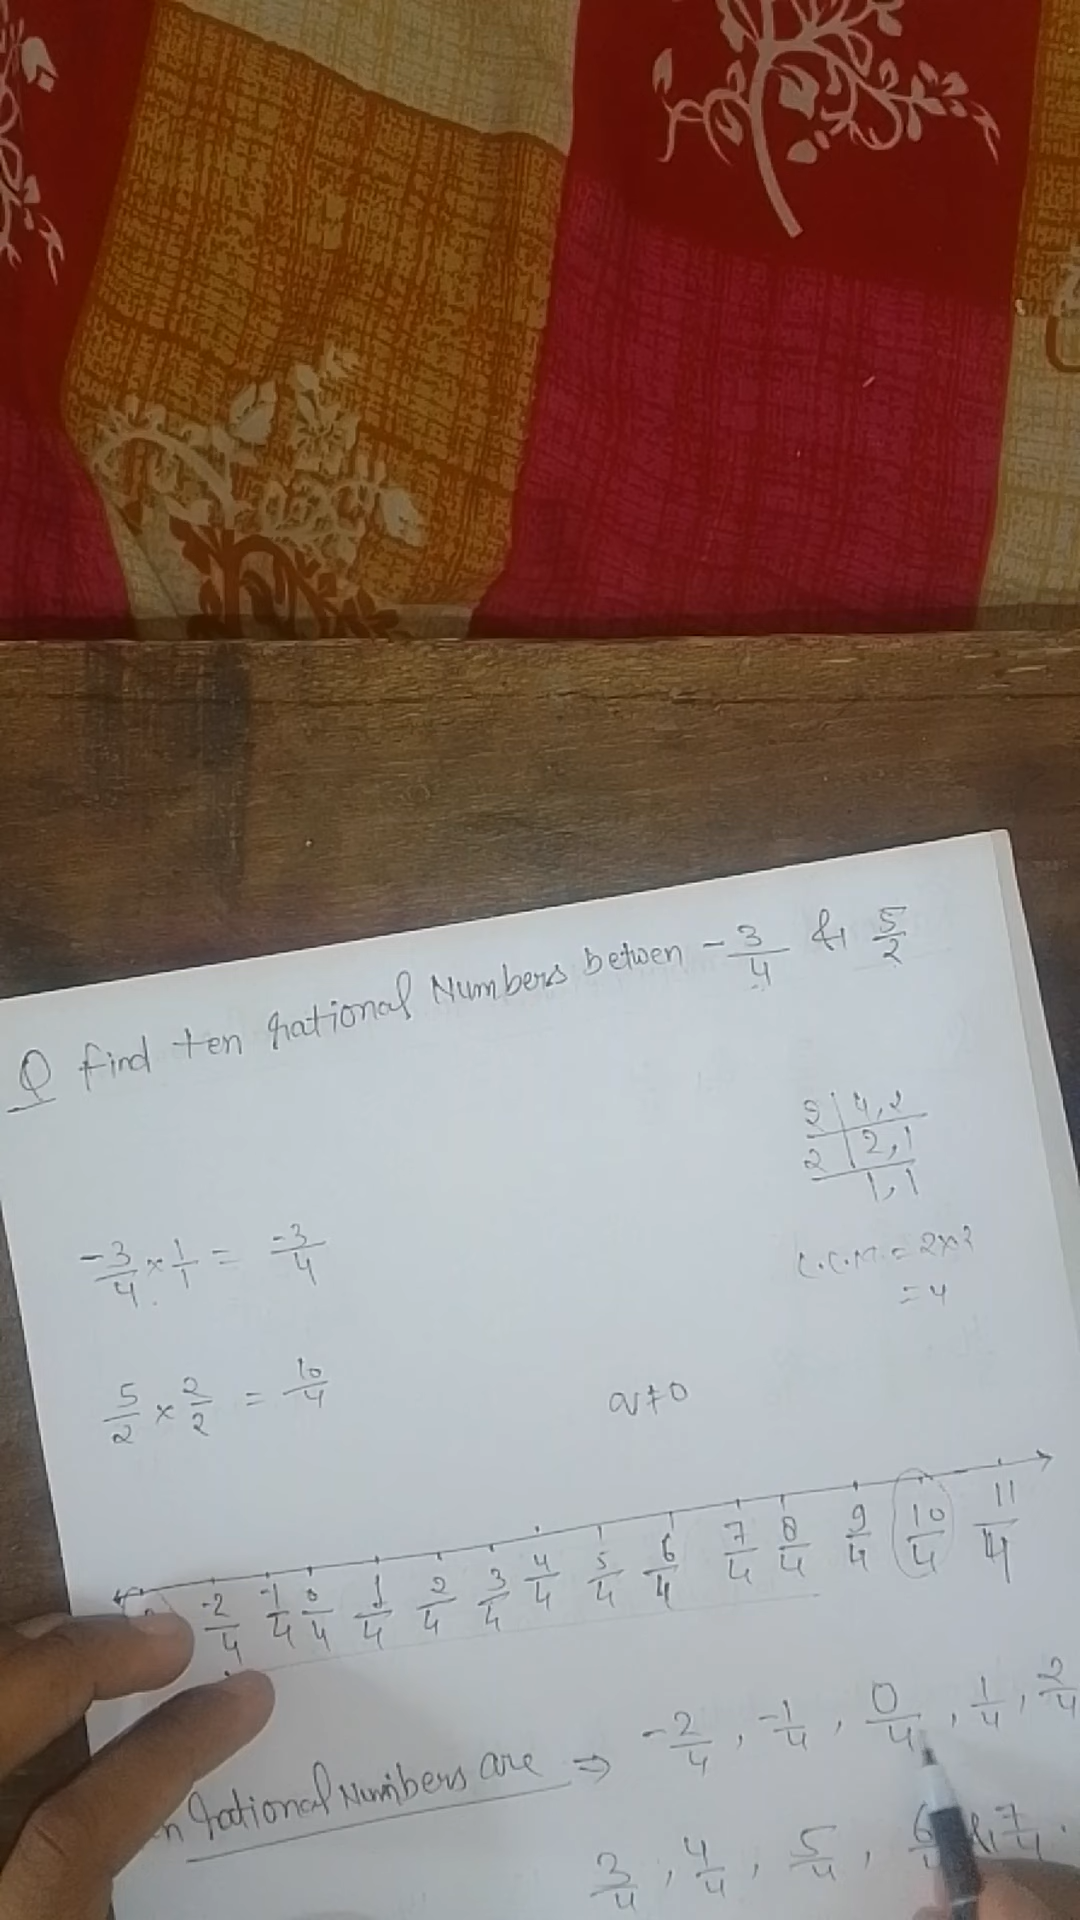 Q find ten rational Numbers betwen -3/4 & 5/2
2 | 4, 2
2 | 2, 1
1, 1
-3/4 × 1/1 = -3/4
L.C.M. = 2×2
= 4
5/2 × 2/2 = 10/4
q ≠ 0
-2/4 -1/4 0/4 1/4 2/4 3/4 4/4 5/4 6/4 7/4 8/4 9/4 10/4 11/4
rational Numbers are ⇒ -2/4, -1/4, 0/4, 1/4, 2/4
3/4, 4/4, 5/4, 6/4 & 7/4.